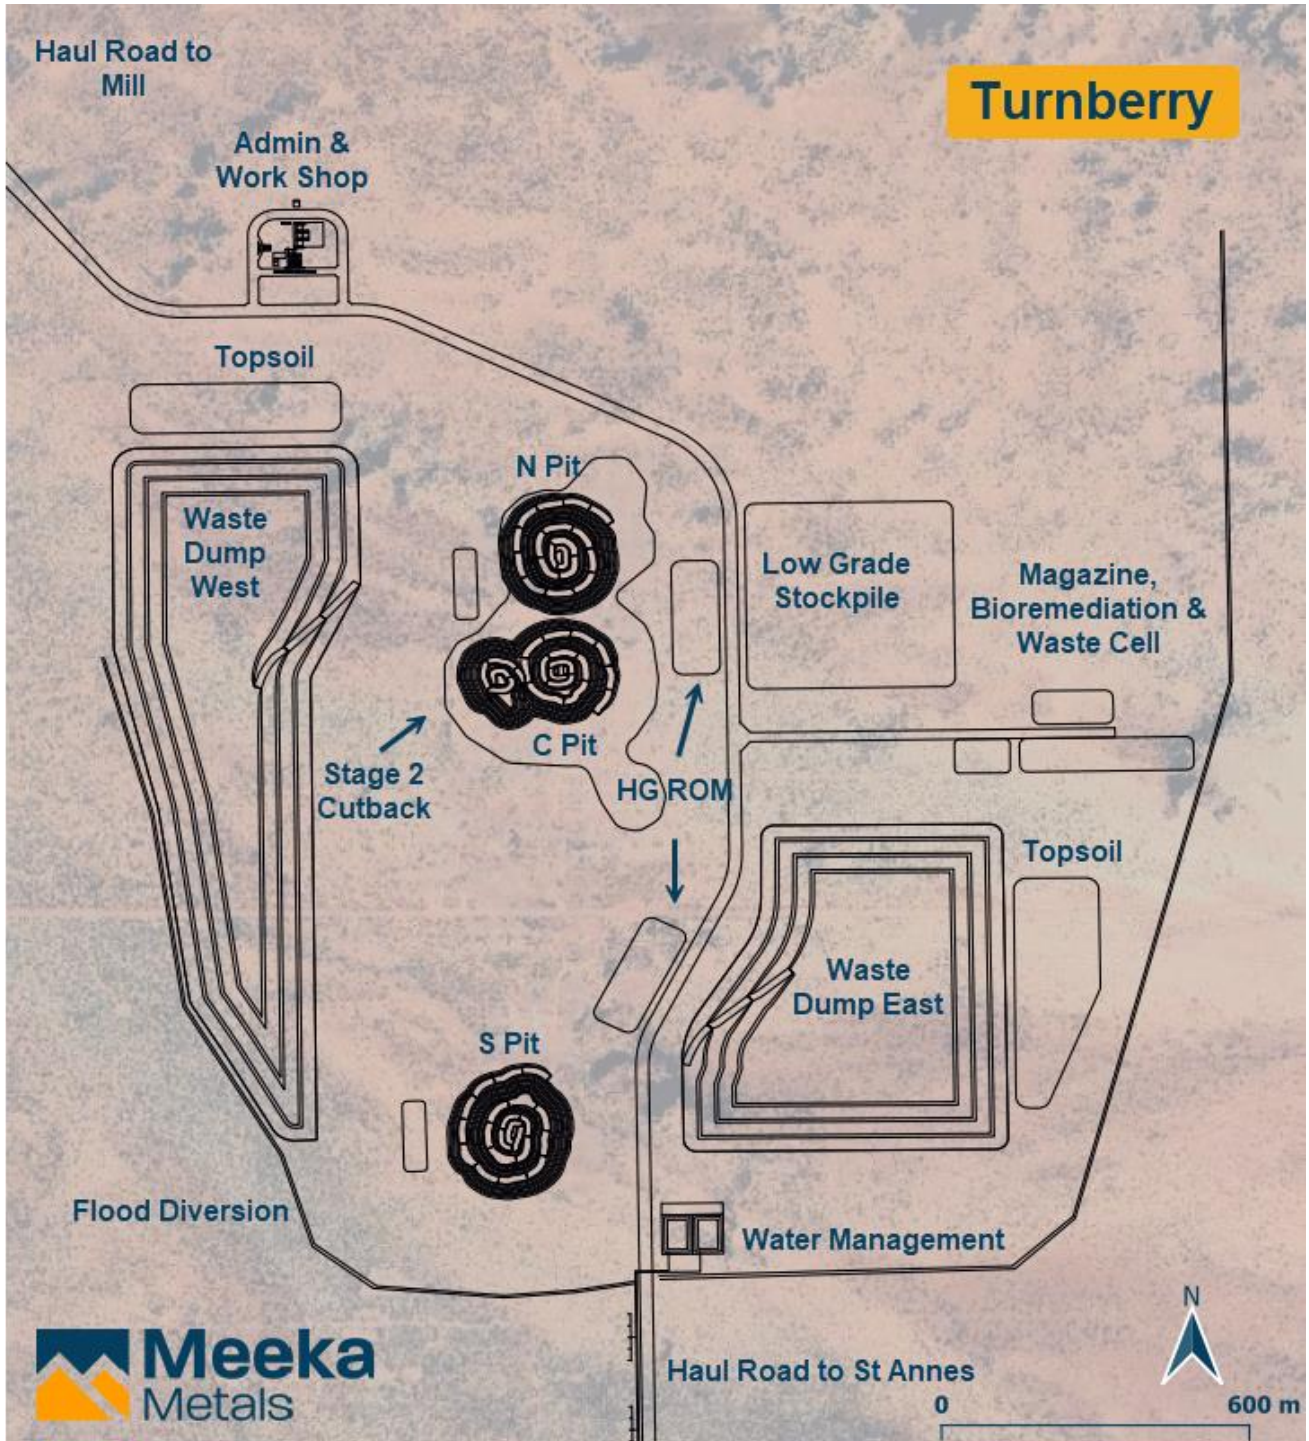 Haul Road to
Mill
Turnberry
Admin &
Work Shop
Topsoil
N Pit
Waste
Dump
West
Low Grade
Stockpile
Magazine,
Bioremediation &
Waste Cell
C Pit
Stage 2
Cutback
HG ROM
Topsoil
Waste
Dump East
S Pit
Flood Diversion
Water Management
N
Meeka
Metals
Haul Road to St Annes
0 600 m